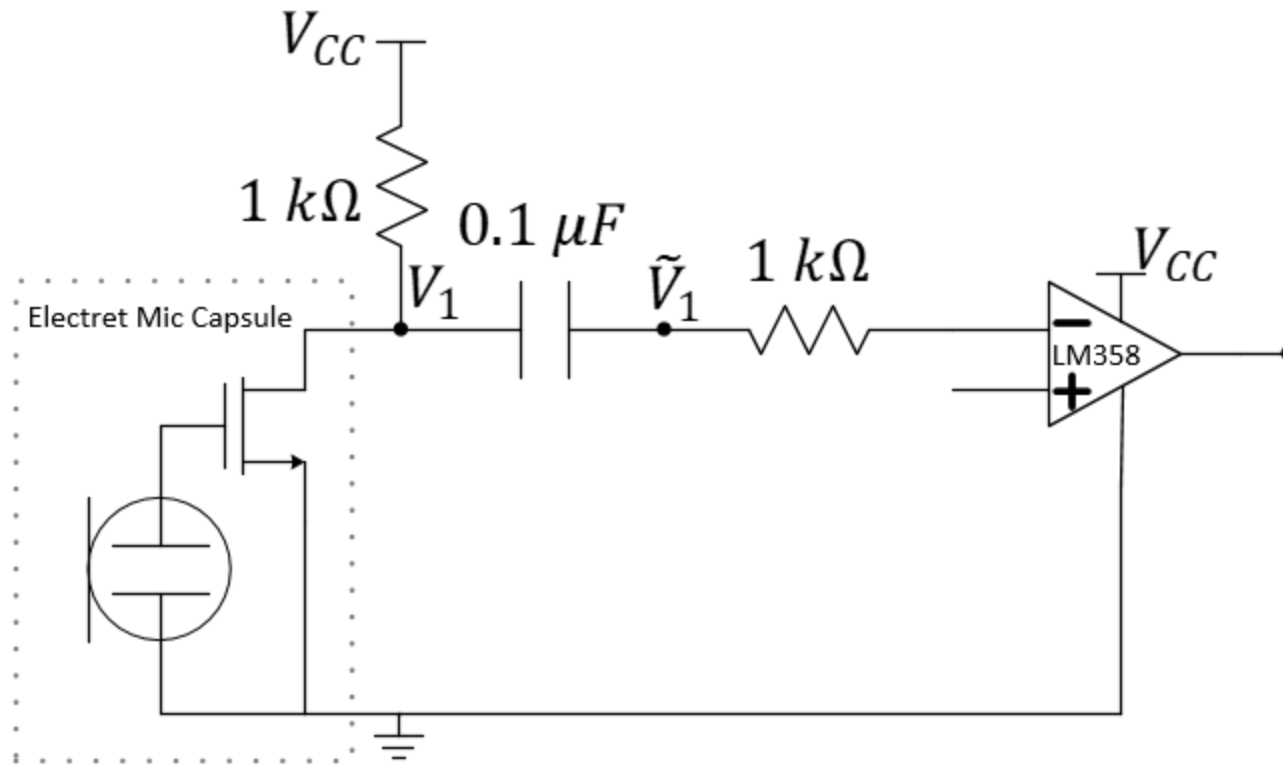 V_CC
1 kΩ
0.1 μF
V_1
Ṽ_1
1 kΩ
V_CC
Electret Mic Capsule
−
LM358
+